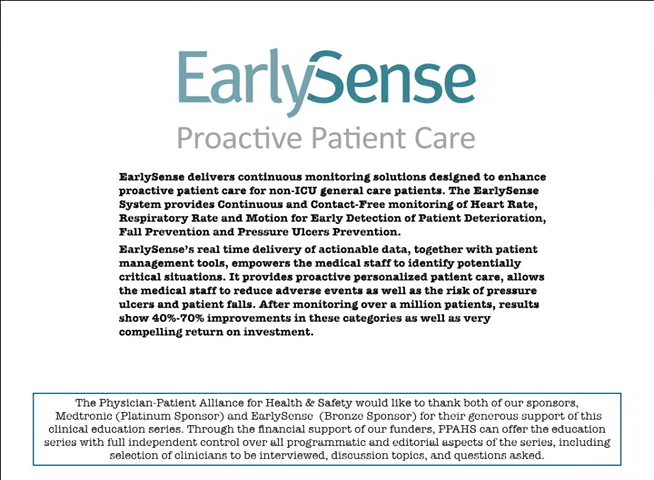 EarlySense
Proactive Patient Care
EarlySense delivers continuous monitoring solutions designed to enhance
proactive patient care for non-ICU general care patients. The EarlySense
System provides Continuous and Contact-Free monitoring of Heart Rate,
Respiratory Rate and Motion for Early Detection of Patient Deterioration,
Fall Prevention and Pressure Ulcers Prevention.
EarlySense's real time delivery of actionable data, together with patient
management tools, empowers the medical staff to identify potentially
critical situations. It provides proactive personalized patient care, allows
the medical staff to reduce adverse events as well as the risk of pressure
ulcers and patient falls. After monitoring over a million patients, results
show 40%-70% improvements in these categories as well as very
compelling return on investment.
The Physician-Patient Alliance for Health & Safety would like to thank both of our sponsors,
Medtronic (Platinum Sponsor) and EarlySense (Bronze Sponsor) for their generous support of this
clinical education series. Through the financial support of our funders, PPAHS can offer the education
series with full independent control over all programmatic and editorial aspects of the series, including
selection of clinicians to be interviewed, discussion topics, and questions asked.